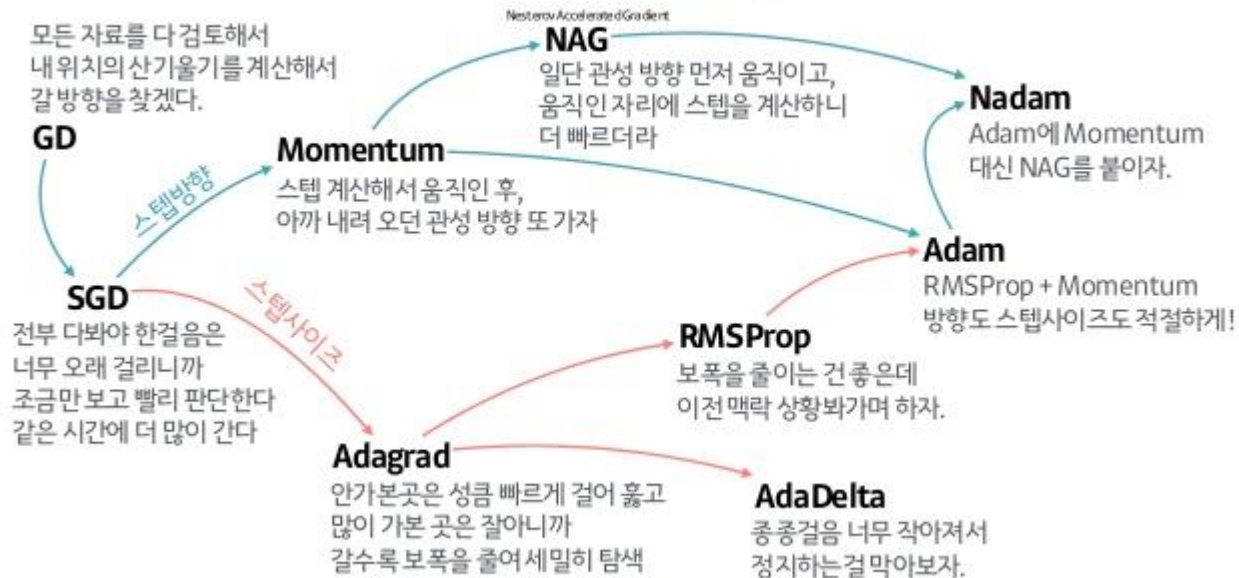 모든 자료를 다 검토해서
내 위치의 산기울기를 계산해서
갈 방향을 찾겠다.
GD
스텝방향
Momentum
스텝 계산해서 움직인 후,
아까 내려 오던 관성 방향 또 가자
Nesterov Accelerated Gradient
NAG
일단 관성 방향 먼저 움직이고,
움직인 자리에 스텝을 계산하니
더 빠르더라
Nadam
Adam에 Momentum
대신 NAG를 붙이자.
Adam
RMSProp + Momentum
방향도 스텝사이즈도 적절하게!
SGD
전부 다봐야 한걸음은
너무 오래 걸리니까
조금만 보고 빨리 판단한다
같은 시간에 더 많이 간다
스텝사이즈
RMSProp
보폭을 줄이는 건 좋은데
이전 맥락 상황봐가며 하자.
Adagrad
안가본곳은 성큼 빠르게 걸어 훓고
많이 가본 곳은 잘아니까
갈수록 보폭을 줄여 세밀히 탐색
AdaDelta
종종걸음 너무 작아져서
정지하는걸 막아보자.